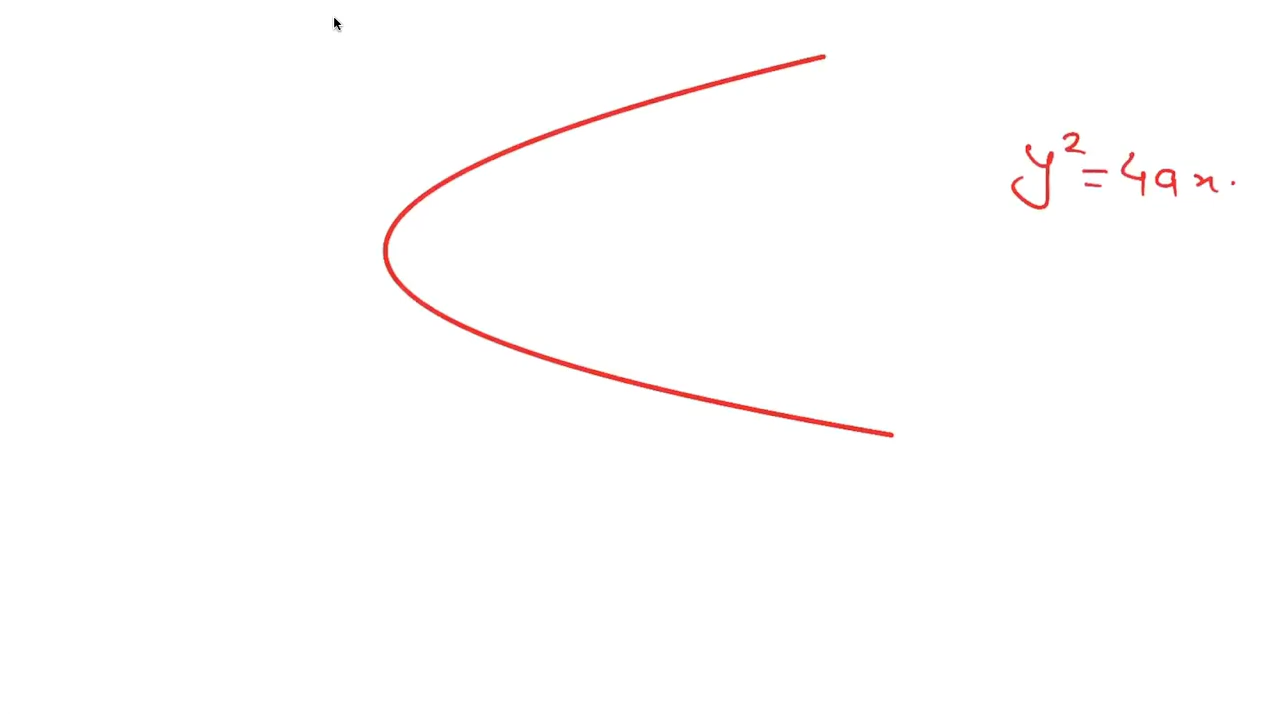 y² = 4ax.